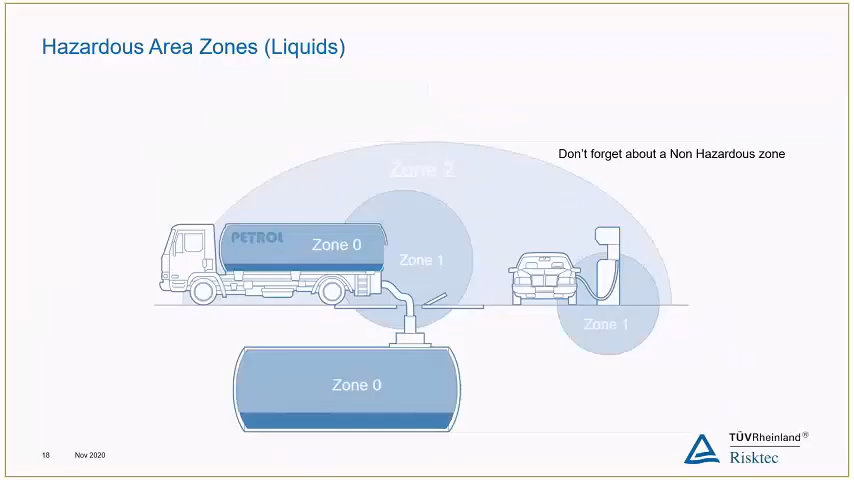 Hazardous Area Zones (Liquids)
Don't forget about a Non Hazardous zone
Zone 2
PETROL
Zone 0
Zone 1
Zone 1
Zone 0
18 Nov 2020
TÜVRheinland®
Risktec